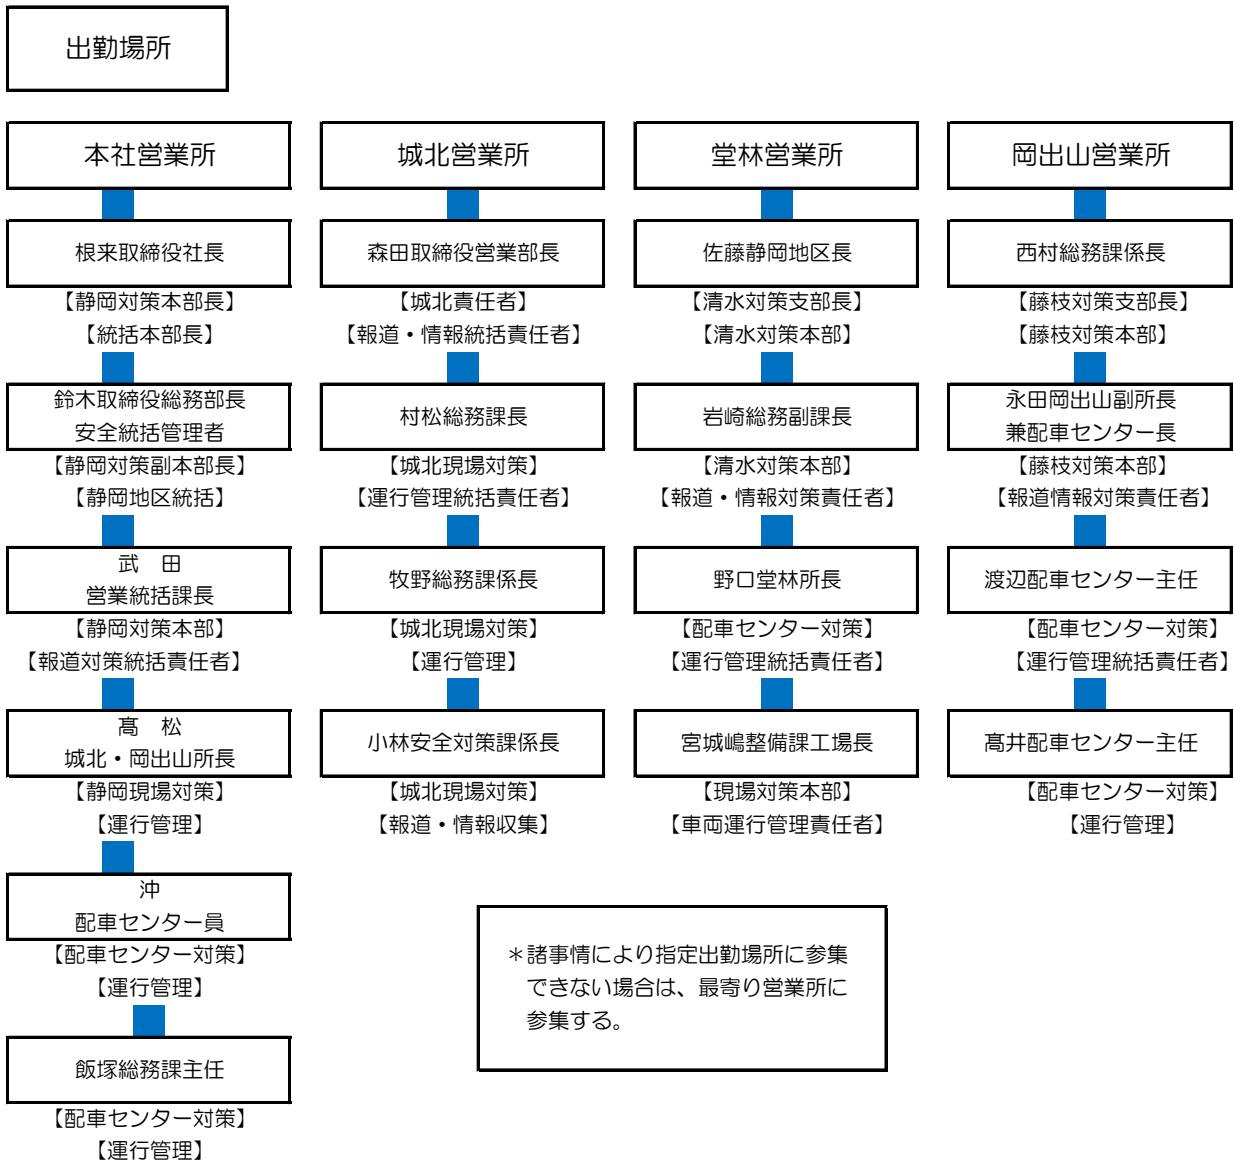 出勤場所
本社営業所
根来取締役社長
【静岡対策本部長】
【統括本部長】
鈴木取締役総務部長
安全統括管理者
【静岡対策副本部長】
【静岡地区統括】
武　田
営業統括課長
【静岡対策本部】
【報道対策統括責任者】
髙　松
城北・岡出山所長
【静岡現場対策】
【運行管理】
沖
配車センター員
【配車センター対策】
【運行管理】
飯塚総務課主任
【配車センター対策】
【運行管理】
城北営業所
森田取締役営業部長
【城北責任者】
【報道・情報統括責任者】
村松総務課長
【城北現場対策】
【運行管理統括責任者】
牧野総務課係長
【城北現場対策】
【運行管理】
小林安全対策課係長
【城北現場対策】
【報道・情報収集】
堂林営業所
佐藤静岡地区長
【清水対策支部長】
【清水対策本部】
岩崎総務副課長
【清水対策本部】
【報道・情報対策責任者】
野口堂林所長
【配車センター対策】
【運行管理統括責任者】
宮城嶋整備課工場長
【現場対策本部】
【車両運行管理責任者】
岡出山営業所
西村総務課係長
【藤枝対策支部長】
【藤枝対策本部】
永田岡出山副所長
兼配車センター長
【藤枝対策本部】
【報道情報対策責任者】
渡辺配車センター主任
【配車センター対策】
【運行管理統括責任者】
髙井配車センター主任
【配車センター対策】
【運行管理】
＊諸事情により指定出勤場所に参集
できない場合は、最寄り営業所に
参集する。